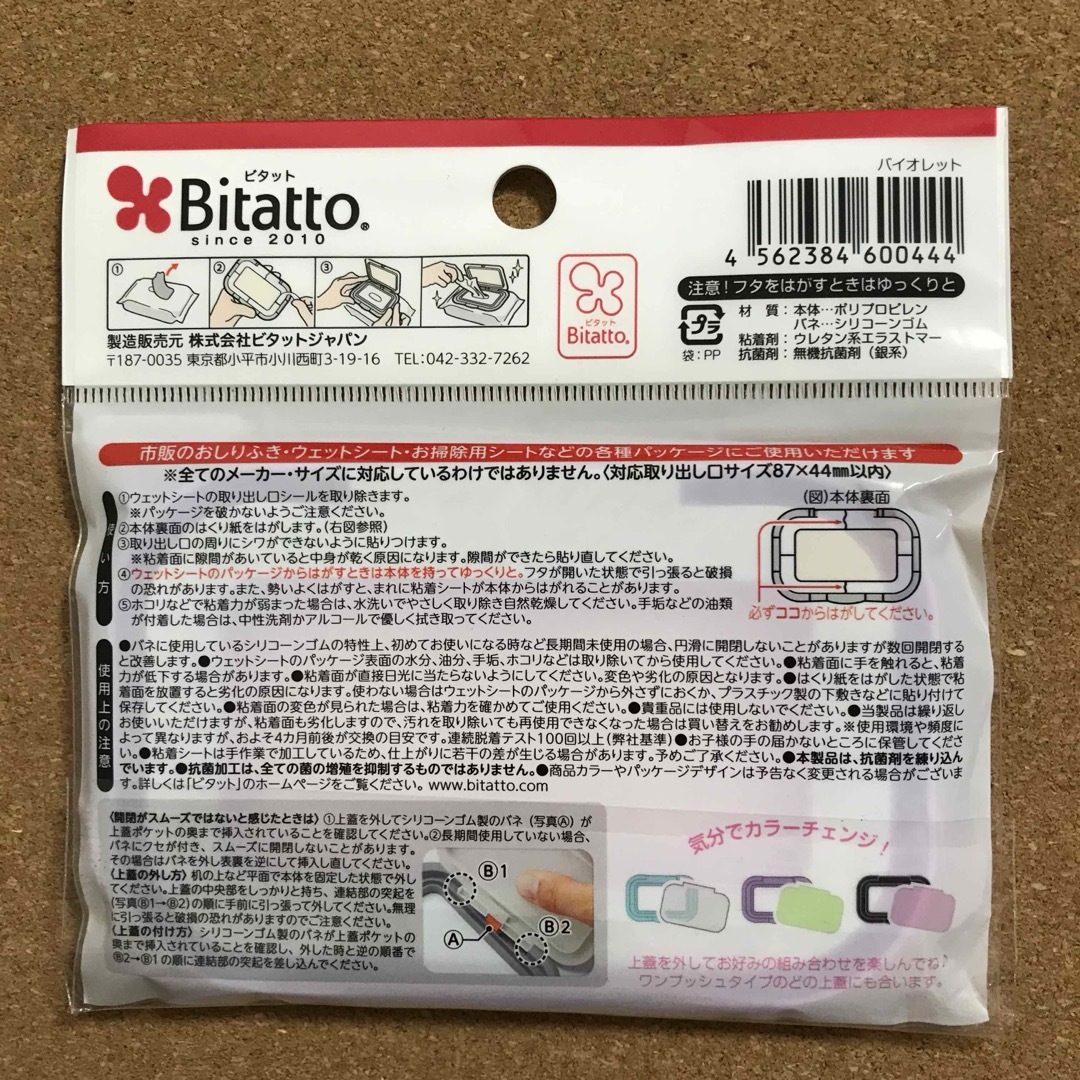 ビタット
Bitatto®
since 2010
バイオレット
4 562384 600444
① ② ③
注意!フタをはがすときはゆっくりと
ビタット
Bitatto®
プラ
袋:PP
材 質:本体…ポリプロピレン
バネ…シリコーンゴム
粘着剤:ウレタン系エラストマー
抗菌剤:無機抗菌剤(銀系)
製造販売元 株式会社ビタットジャパン
〒187-0035 東京都小平市小川西町3-19-16 TEL:042-332-7262
市販のおしりふき・ウェットシート・お掃除用シートなどの各種パッケージにご使用いただけます
※全てのメーカー・サイズに対応しているわけではありません。〈対応取り出し口サイズ87×44㎜以内〉
使い方
①ウェットシートの取り出し口シールを取り除きます。
※パッケージを破かないようご注意ください。
②本体裏面のはくり紙をはがします。(右図参照)
③取り出し口の周りにシワができないように貼りつけます。
※粘着面に隙間があいていると中身が乾く原因になります。隙間ができたら貼り直してください。
④ウェットシートのパッケージからはがすときは本体を持ってゆっくりと。フタが開いた状態で引っ張ると破損
の恐れがあります。また、勢いよくはがすと、まれに粘着シートが本体からはがれることがあります。
⑤ホコリなどで粘着力が弱まった場合は、水洗いでやさしく取り除き自然乾燥してください。手垢などの油類
が付着した場合は、中性洗剤かアルコールで優しく拭き取ってください。
(図)本体裏面
必ずココからはがしてください。
使用上の注意
●バネに使用しているシリコーンゴムの特性上、初めてお使いになる時など長期間未使用の場合、円滑に開閉しないことがありますが数回開閉する
と改善します。●ウェットシートのパッケージ表面の水分、油分、手垢、ホコリなどは取り除いてから使用してください。●粘着面に手を触れると、粘着
力が低下する場合があります。●粘着面が直接日光に当たらないようにしてください。変色や劣化の原因となります。●はくり紙をはがした状態で粘
着面を放置すると劣化の原因になります。使わない場合はウェットシートのパッケージから外さずにおくか、プラスチック製の下敷きなどに貼り付けて
保存してください。●粘着面の変色が見られた場合は、粘着力を確かめてご使用ください。●貴重品には使用しないでください。●当製品は繰り返し
お使いいただけますが、粘着面も劣化しますので、汚れを取り除いても再使用できなくなった場合は買い替えをお勧めします。※使用環境や頻度に
よって異なりますが、およそ4カ月前後が交換の目安です。連続脱着テスト100回以上(弊社基準)●お子様の手の届かないところに保管してくださ
い。●粘着シートは手作業で加工しているため、仕上がりに若干の差が生じる場合があります。予めご了承ください。●本製品は、抗菌剤を練り込ん
でいます。●抗菌加工は、全ての菌の増殖を抑制するものではありません。●商品カラーやパッケージデザインは予告なく変更される場合がございま
す。詳しくは「ビタット」のホームページをご覧ください。 www.bitatto.com
〈開閉がスムーズではないと感じたときは〉①上蓋を外してシリコーンゴム製のバネ(写真Ⓐ)が
上蓋ポケットの奥まで挿入されていることを確認してください。②長期間使用していない場合、
バネにクセが付き、スムーズに開閉しないことがあります。
その場合はバネを外し表裏を逆にして挿入し直してください。
〈上蓋の外し方〉机の上など平面で本体を固定した状態で外し
てください。上蓋の中央部をしっかりと持ち、連結部の突起を
(写真Ⓑ1→Ⓑ2)の順に手前に引っ張って外してください。無理
に引っ張ると破損の恐れがありますのでご注意ください。
〈上蓋の付け方〉シリコーンゴム製のバネが上蓋ポケットの
奥まで挿入されていることを確認し、外した時と逆の順番で
Ⓑ2→Ⓑ1の順に連結部の突起を差し込んでください。
Ⓑ1
Ⓐ
Ⓑ2
気分でカラーチェンジ!
上蓋を外してお好みの組み合わせを楽しんでね♪
ワンプッシュタイプのどの上蓋にも合います。